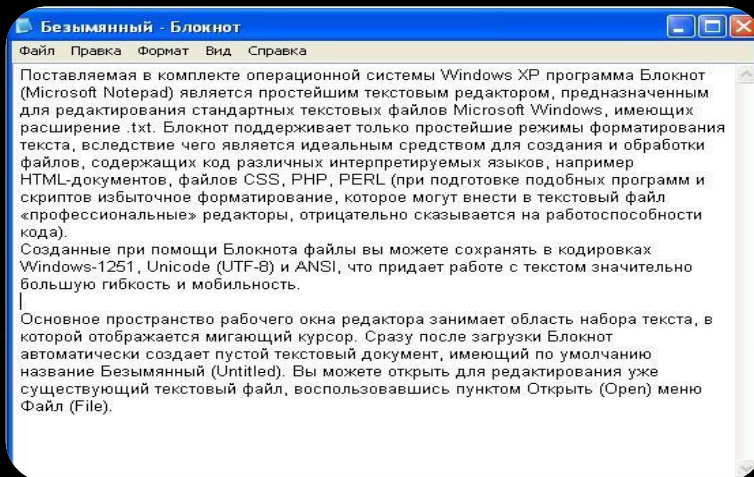 Безымянный - Блокнот
Файл Правка Формат Вид Справка
Поставляемая в комплекте операционной системы Windows XP программа Блокнот
(Microsoft Notepad) является простейшим текстовым редактором, предназначенным
для редактирования стандартных текстовых файлов Microsoft Windows, имеющих
расширение .txt. Блокнот поддерживает только простейшие режимы форматирования
текста, вследствие чего является идеальным средством для создания и обработки
файлов, содержащих код различных интерпретируемых языков, например
HTML-документов, файлов CSS, PHP, PERL (при подготовке подобных программ и
скриптов избыточное форматирование, которое могут внести в текстовый файл
«профессиональные» редакторы, отрицательно сказывается на работоспособности
кода).
Созданные при помощи Блокнота файлы вы можете сохранять в кодировках
Windows-1251, Unicode (UTF-8) и ANSI, что придает работе с текстом значительно
большую гибкость и мобильность.
Основное пространство рабочего окна редактора занимает область набора текста, в
которой отображается мигающий курсор. Сразу после загрузки Блокнот
автоматически создает пустой текстовый документ, имеющий по умолчанию
название Безымянный (Untitled). Вы можете открыть для редактирования уже
существующий текстовый файл, воспользовавшись пунктом Открыть (Open) меню
Файл (File).